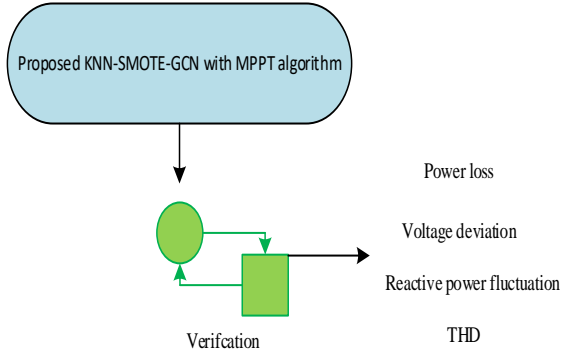 Proposed KNN-SMOTE-GCN with MPPT algorithm
Power loss
Voltage deviation
Reactive power fluctuation
THD
Verifcation